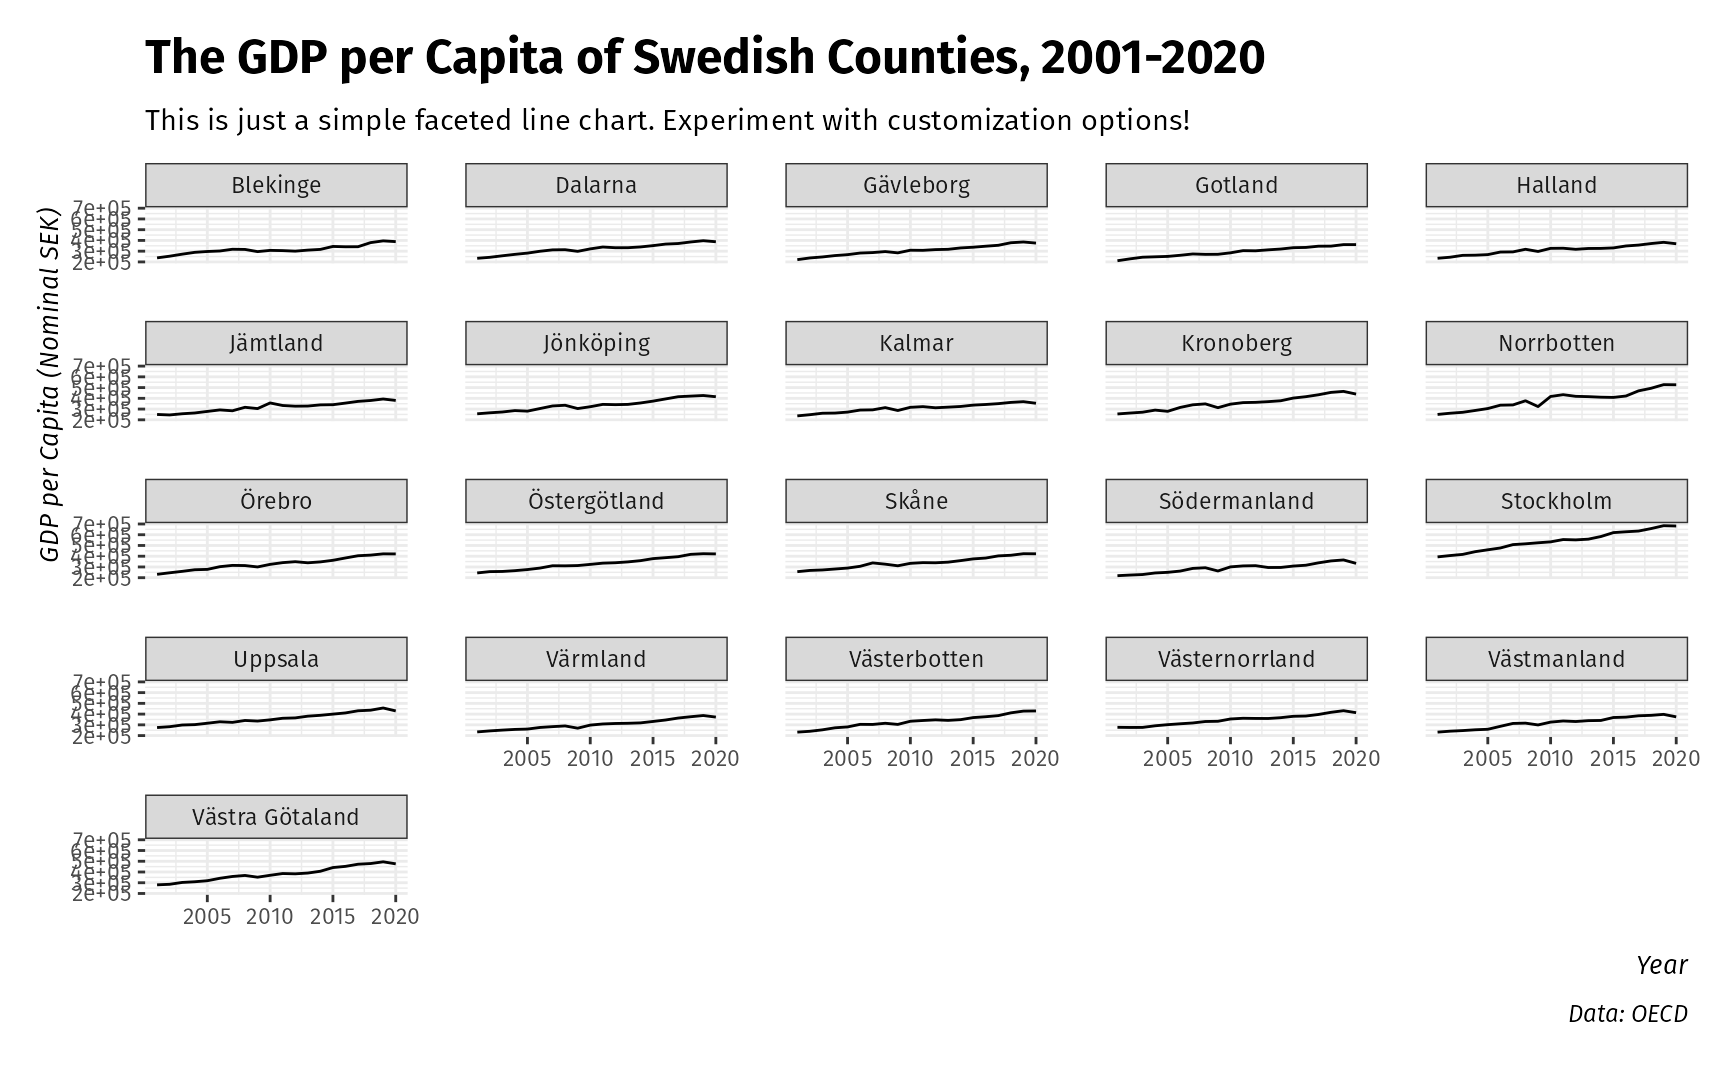 The GDP per Capita of Swedish Counties, 2001-2020
This is just a simple faceted line chart. Experiment with customization options!
GDP per Capita (Nominal SEK)
Blekinge Dalarna Gävleborg Gotland Halland
7e+05
6e+05
5e+05
4e+05
3e+05
2e+05
Jämtland Jönköping Kalmar Kronoberg Norrbotten
7e+05
6e+05
5e+05
4e+05
3e+05
2e+05
Örebro Östergötland Skåne Södermanland Stockholm
7e+05
6e+05
5e+05
4e+05
3e+05
2e+05
Uppsala Värmland Västerbotten Västernorrland Västmanland
7e+05
6e+05
5e+05
4e+05
3e+05
2e+05
2005 2010 2015 2020 2005 2010 2015 2020 2005 2010 2015 2020 2005 2010 2015 2020
Västra Götaland
7e+05
6e+05
5e+05
4e+05
3e+05
2e+05
2005 2010 2015 2020
Year
Data: OECD